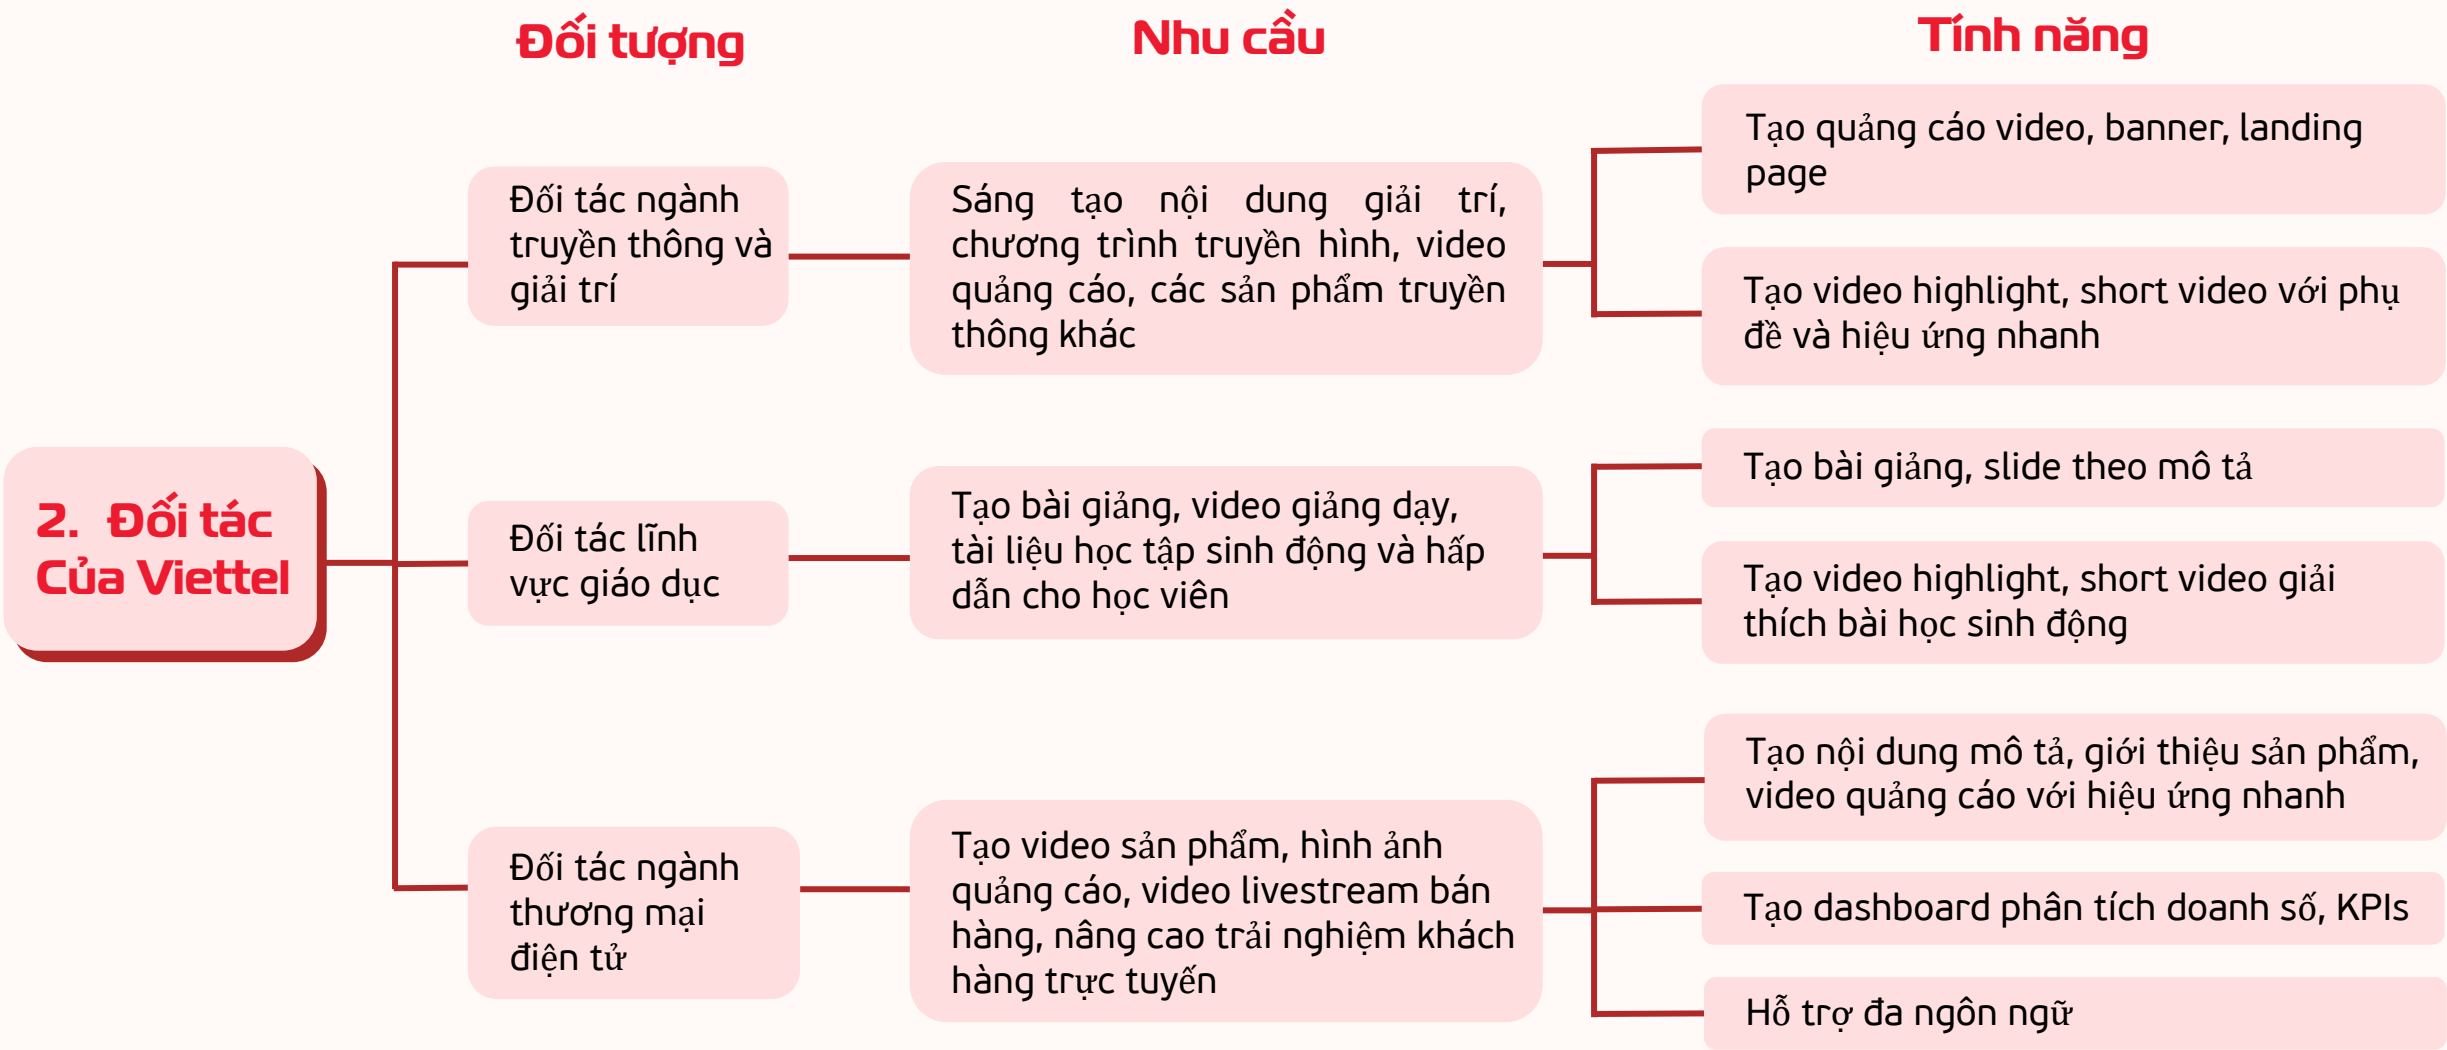 Đối tượng
Nhu cầu
Tính năng
2. Đối tác
Của Viettel
Đối tác ngành
truyền thông và
giải trí
Sáng tạo nội dung giải trí,
chương trình truyền hình, video
quảng cáo, các sản phẩm truyền
thông khác
Tạo quảng cáo video, banner, landing
page
Tạo video highlight, short video với phụ
đề và hiệu ứng nhanh
Đối tác lĩnh
vực giáo dục
Tạo bài giảng, video giảng dạy,
tài liệu học tập sinh động và hấp
dẫn cho học viên
Tạo bài giảng, slide theo mô tả
Tạo video highlight, short video giải
thích bài học sinh động
Đối tác ngành
thương mại
điện tử
Tạo video sản phẩm, hình ảnh
quảng cáo, video livestream bán
hàng, nâng cao trải nghiệm khách
hàng trực tuyến
Tạo nội dung mô tả, giới thiệu sản phẩm,
video quảng cáo với hiệu ứng nhanh
Tạo dashboard phân tích doanh số, KPIs
Hỗ trợ đa ngôn ngữ